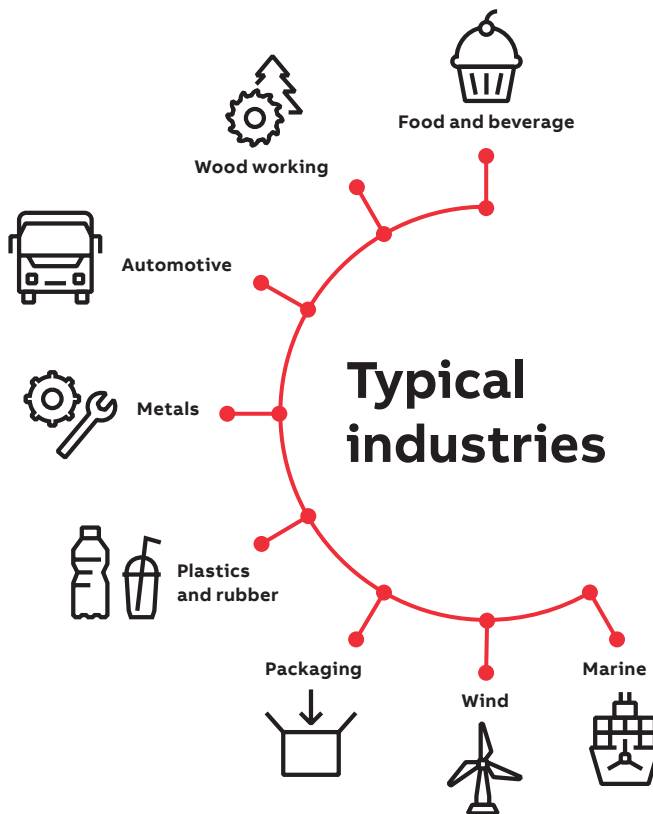 Food and beverage
Wood working
Automotive
Typical
industries
Metals
Plastics
and rubber
Packaging
Marine
Wind